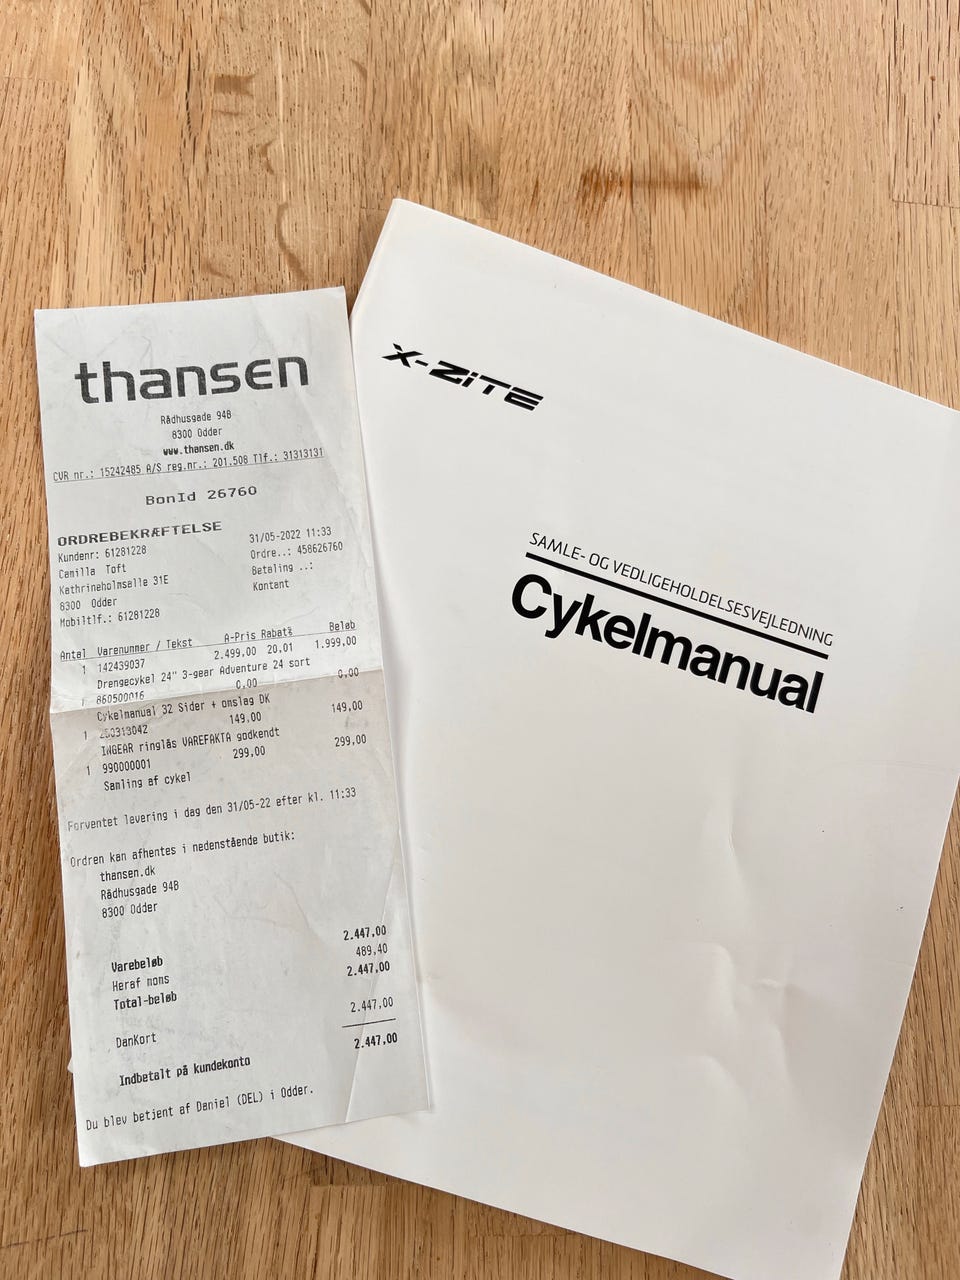 thansen
Rådhusgade 94B
8300 Odder
www.thansen.dk
CVR nr.: 15242485 A/S reg.nr.: 201.508 Tlf.: 31313131
BonId 26760
ORDREBEKRÆFTELSE
31/05-2022 11:33
Kundenr: 61281228
Ordre..: 458626760
Camilla Toft
Betaling ..:
Kathrineholmsalle 31E
Kontant
8300 Odder
Mobiltlf.: 61281228
Antal Varenummer / Tekst A-Pris Rabat% Beløb
1 142439037 2.499,00 20,01 1.999,00
Drengecykel 24" 3-gear Adventure 24 sort
1 860500016 0,00 0,00
Cykelmanual 32 Sider + omslag DK
1 250313042 149,00 149,00
INGEAR ringlås VAREFAKTA godkendt
1 990000001 299,00 299,00
Samling af cykel
Forventet levering i dag den 31/05-22 efter kl. 11:33
Ordren kan afhentes i nedenstående butik:
thansen.dk
Rådhusgade 94B
8300 Odder
Varebeløb 2.447,00
Heraf moms 489,40
Total-beløb 2.447,00
DanKort 2.447,00
Indbetalt på kundekonto 2.447,00
Du blev betjent af Daniel (DEL) i Odder.
X-ZITE
SAMLE- OG VEDLIGEHOLDELSESVEJLEDNING
Cykelmanual